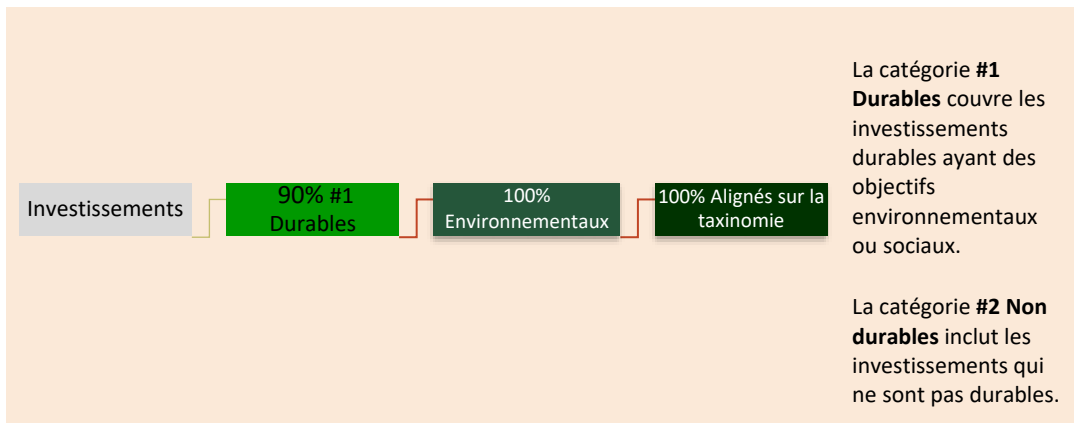 Investissements
90% #1
Durables
100%
Environnementaux
100% Alignés sur la
taxinomie
La catégorie #1
Durables couvre les
investissements
durables ayant des
objectifs
environnementaux
ou sociaux.
La catégorie #2 Non
durables inclut les
investissements qui
ne sont pas durables.